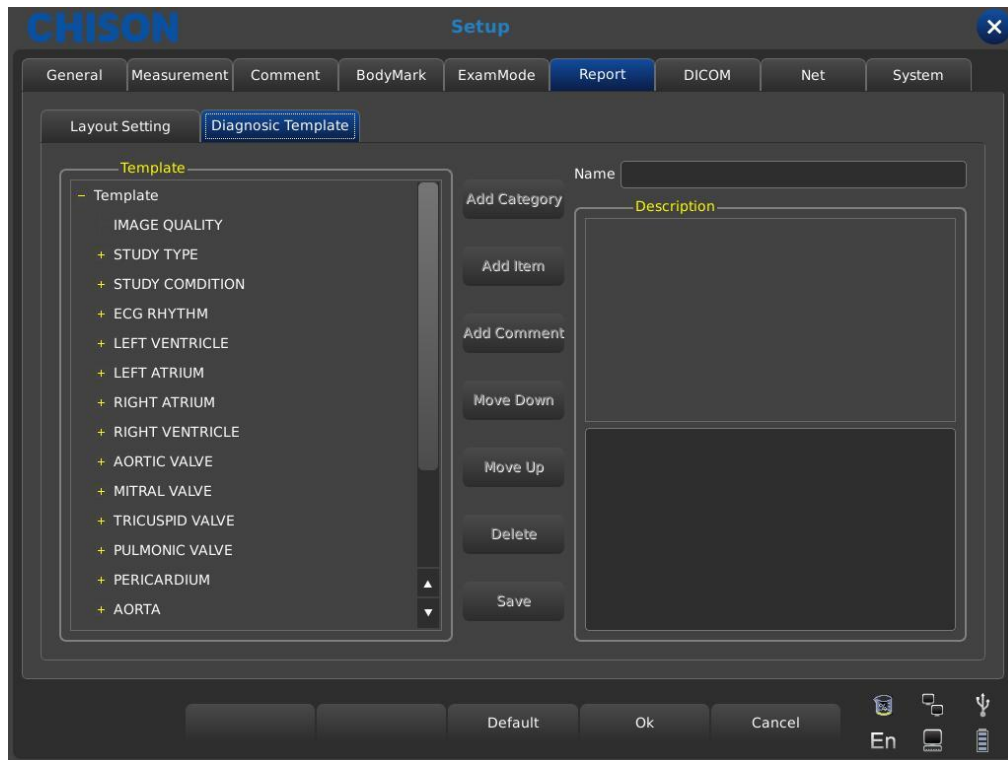 CHISON
Setup
General Measurement Comment BodyMark ExamMode Report DICOM Net System
Layout Setting Diagnosic Template
Template
Template
IMAGE QUALITY
STUDY TYPE
STUDY COMDITION
ECG RHYTHM
LEFT VENTRICLE
LEFT ATRIUM
RIGHT ATRIUM
RIGHT VENTRICLE
AORTIC VALVE
MITRAL VALVE
TRICUSPID VALVE
PULMONIC VALVE
PERICARDIUM
AORTA
Add Category
Add Item
Add Comment
Move Down
Move Up
Delete
Save
Name
Description
Default Ok Cancel
En